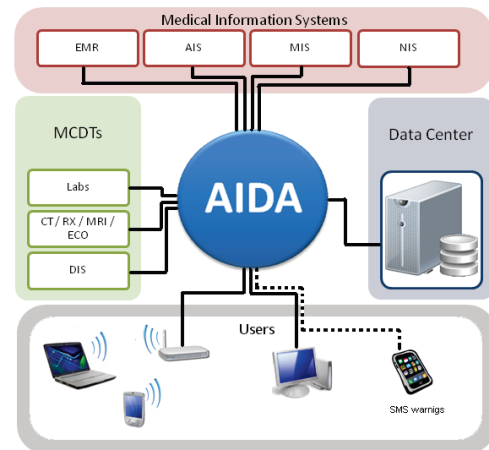 Medical Information Systems
EMR
AIS
MIS
NIS
MCDTs
Labs
CT / RX / MRI /
ECO
DIS
AIDA
Data Center
Users
SMS warnigs